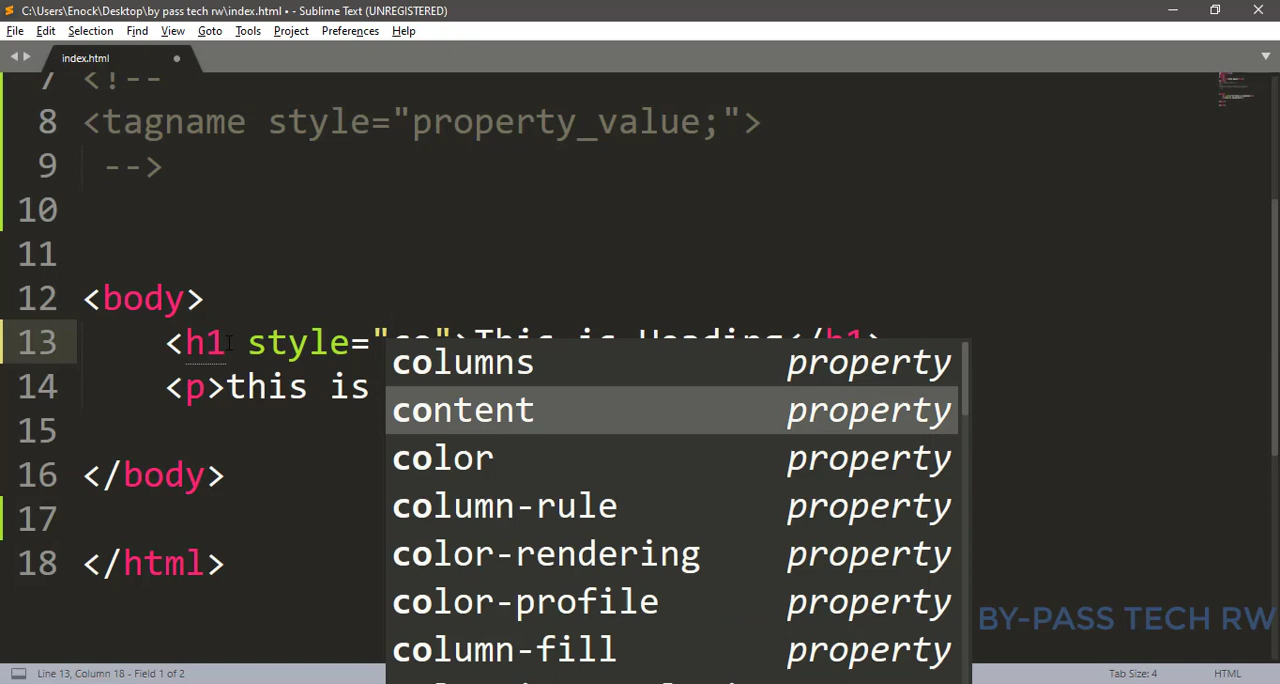 C:\Users\Enock\Desktop\by pass tech rw\index.html • - Sublime Text (UNREGISTERED)
File Edit Selection Find View Goto Tools Project Preferences Help
index.html
7 <!--
8 <tagname style="property_value;">
9 -->
10
11
12 <body>
13 <h1 style="co">This is Heading</h1>
columns property
14 <p>this is
content property
15
color property
16 </body>
column-rule property
17
color-rendering property
18 </html>
color-profile property
BY-PASS TECH RW
column-fill property
Line 13, Column 18 - Field 1 of 2
Tab Size: 4
HTML